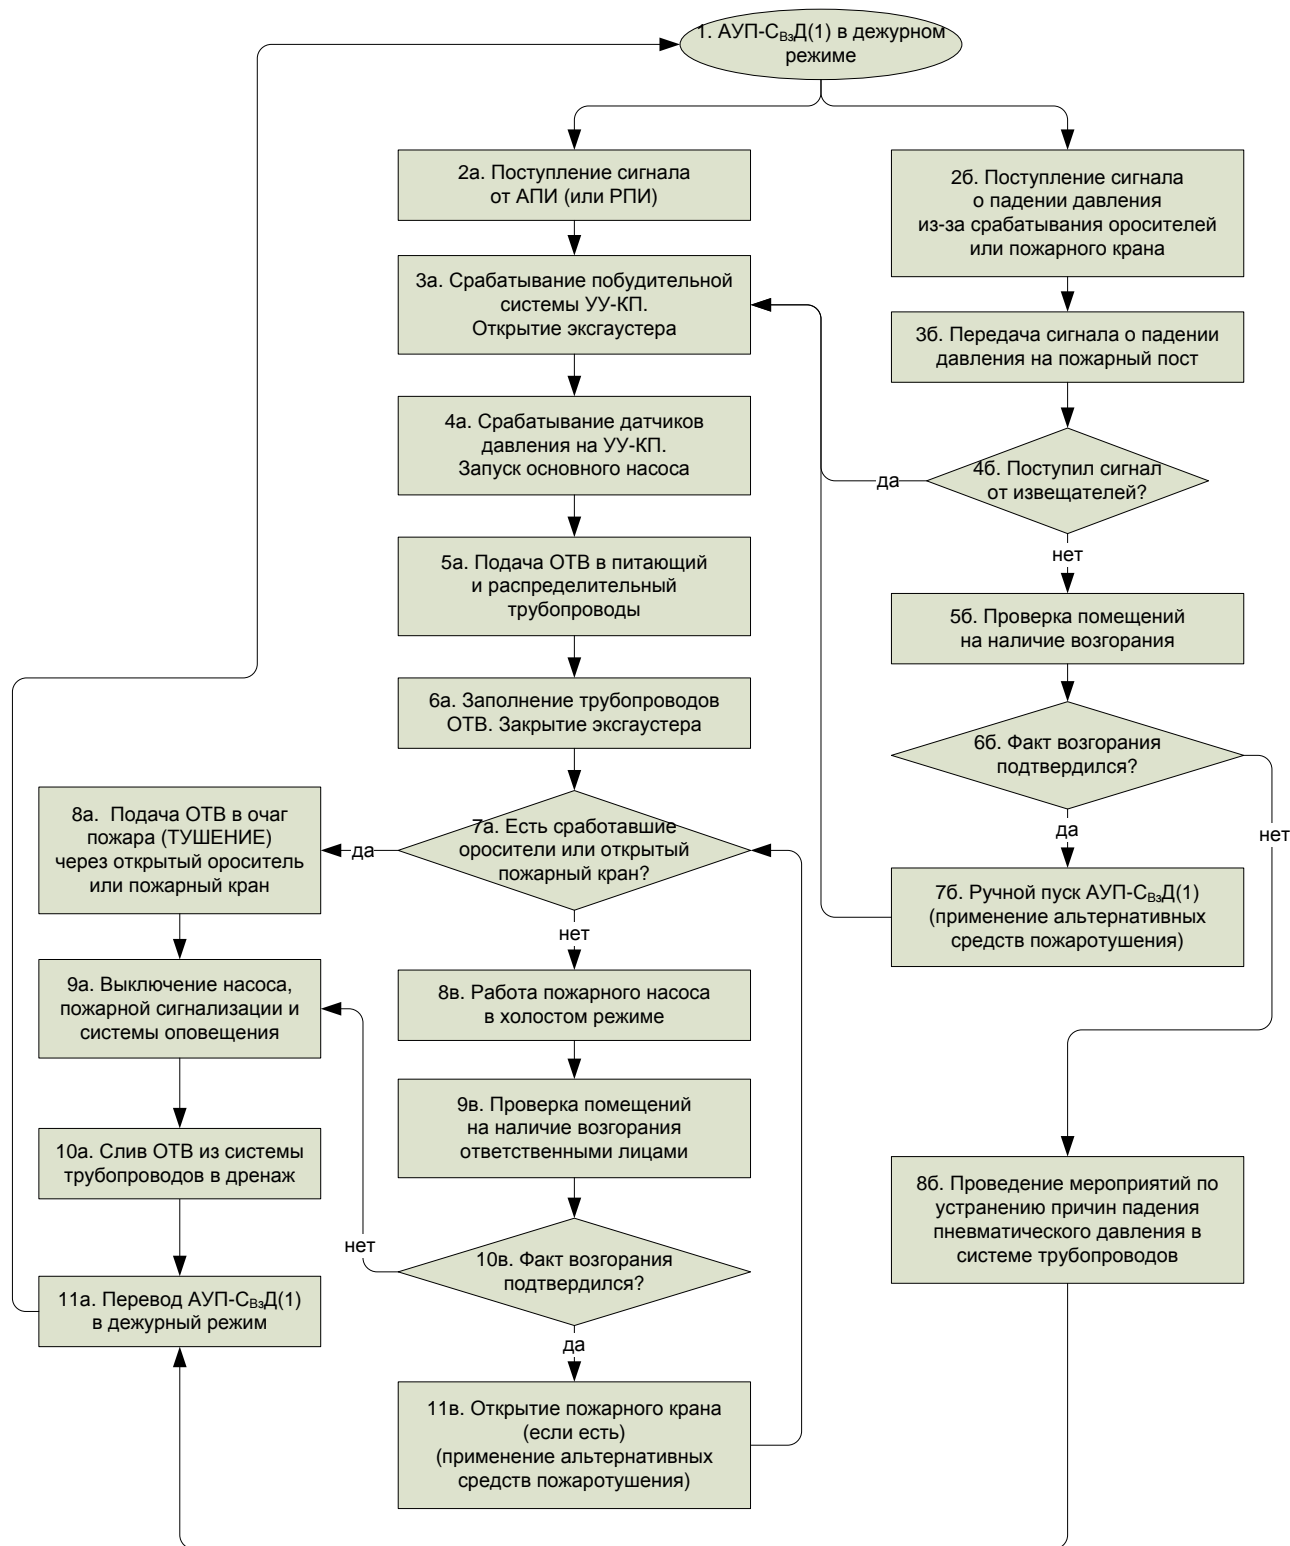 1. АУП-СВзД(1) в дежурном
режиме
2а. Поступление сигнала
от АПИ (или РПИ)
2б. Поступление сигнала
о падении давления
из-за срабатывания оросителей
или пожарного крана
3а. Срабатывание побудительной
системы УУ-КП.
Открытие эксгаустера
3б. Передача сигнала о падении
давления на пожарный пост
4а. Срабатывание датчиков
давления на УУ-КП.
Запуск основного насоса
4б. Поступил сигнал
от извещателей?
да
нет
5а. Подача ОТВ в питающий
и распределительный
трубопроводы
5б. Проверка помещений
на наличие возгорания
6а. Заполнение трубопроводов
ОТВ. Закрытие эксгаустера
6б. Факт возгорания
подтвердился?
да
нет
7а. Есть сработавшие
оросители или открытый
пожарный кран?
да
нет
8а. Подача ОТВ в очаг
пожара (ТУШЕНИЕ)
через открытый ороситель
или пожарный кран
7б. Ручной пуск АУП-СВзД(1)
(применение альтернативных
средств пожаротушения)
9а. Выключение насоса,
пожарной сигнализации и
системы оповещения
8в. Работа пожарного насоса
в холостом режиме
9в. Проверка помещений
на наличие возгорания
ответственными лицами
10а. Слив ОТВ из системы
трубопроводов в дренаж
8б. Проведение мероприятий по
устранению причин падения
пневматического давления в
системе трубопроводов
10в. Факт возгорания
подтвердился?
нет
да
11а. Перевод АУП-СВзД(1)
в дежурный режим
11в. Открытие пожарного крана
(если есть)
(применение альтернативных
средств пожаротушения)